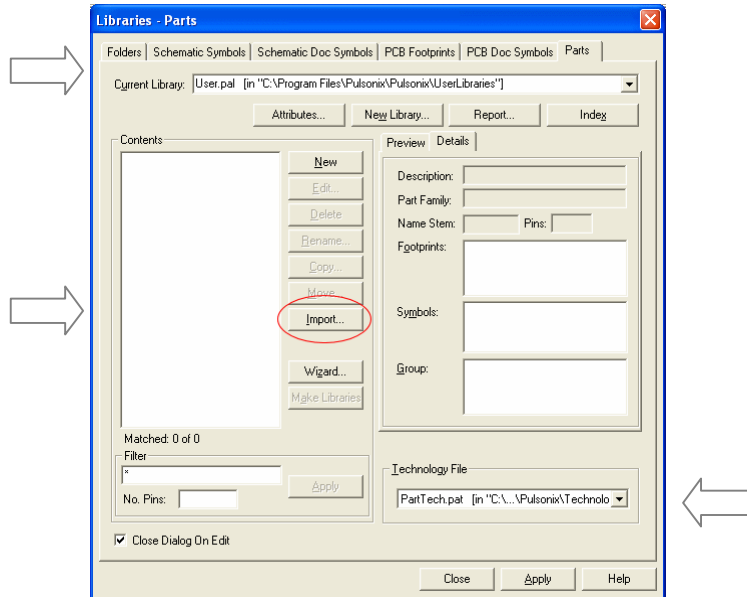 Libraries - Parts
Folders Schematic Symbols Schematic Doc Symbols PCB Footprints PCB Doc Symbols Parts
Current Library: User.pal [in "C:\Program Files\Pulsonix\Pulsonix\UserLibraries"]
Attributes... New Library... Report... Index
Contents
New
Edit...
Delete
Rename...
Copy...
Move...
Import...
Wizard...
Make Libraries
Matched: 0 of 0
Filter
*
No. Pins:
Apply
Close Dialog On Edit
Preview Details
Description:
Part Family:
Name Stem: Pins:
Footprints:
Symbols:
Group:
Technology File
PartTech.pat [in "C:\...\Pulsonix\Technolo
Close Apply Help